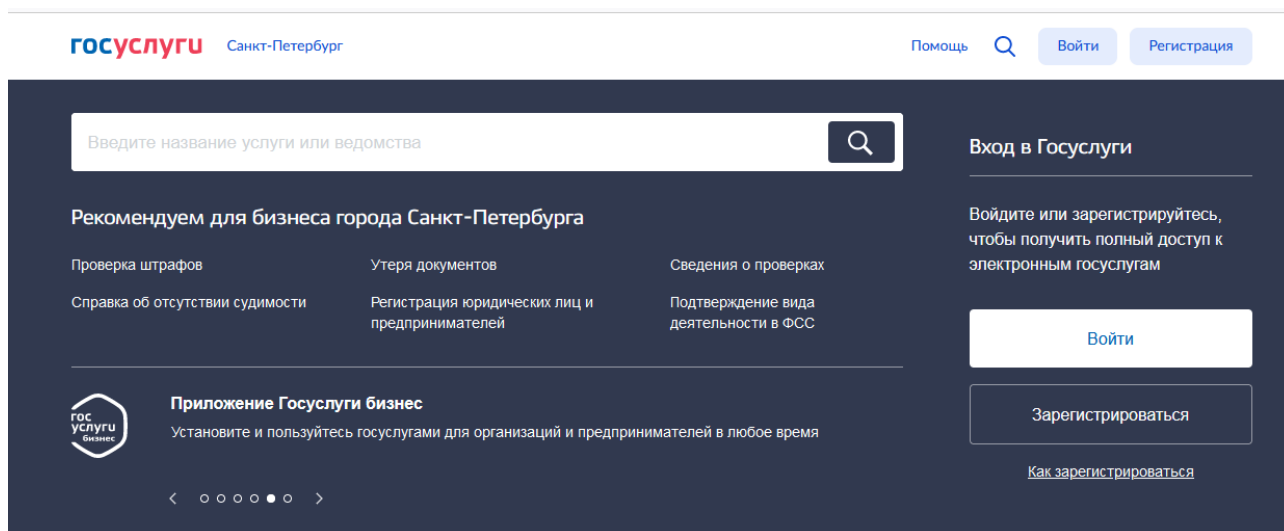 госуслуги Санкт-Петербург Помощь Войти Регистрация
Введите название услуги или ведомства
Рекомендуем для бизнеса города Санкт-Петербурга
Проверка штрафов
Утеря документов
Сведения о проверках
Справка об отсутствии судимости
Регистрация юридических лиц и
предпринимателей
Подтверждение вида
деятельности в ФСС
гос
услуги
бизнес
Приложение Госуслуги бизнес
Установите и пользуйтесь госуслугами для организаций и предпринимателей в любое время
Вход в Госуслуги
Войдите или зарегистрируйтесь,
чтобы получить полный доступ к
электронным госуслугам
Войти
Зарегистрироваться
Как зарегистрироваться